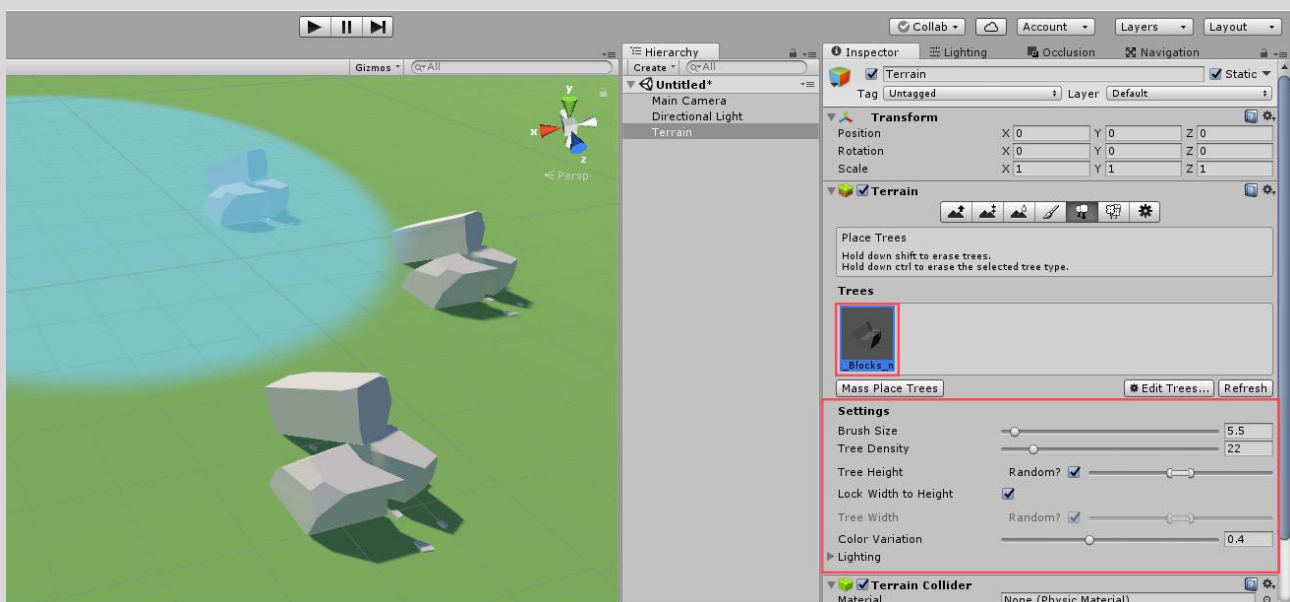 Collab Account Layers Layout
Hierarchy Inspector Lighting Occlusion Navigation
Gizmos All Create All Terrain Static
Untitled* Tag Untagged Layer Default
Main Camera
Directional Light
Terrain
y
x
z
Persp
Transform
Position X 0 Y 0 Z 0
Rotation X 0 Y 0 Z 0
Scale X 1 Y 1 Z 1
Terrain
Place Trees
Hold down shift to erase trees.
Hold down ctrl to erase the selected tree type.
Trees
_Blocks_n
Mass Place Trees Edit Trees... Refresh
Settings
Brush Size 5.5
Tree Density 22
Tree Height Random?
Lock Width to Height
Tree Width Random?
Color Variation 0.4
Lighting
Terrain Collider
Material None (Physic Material)